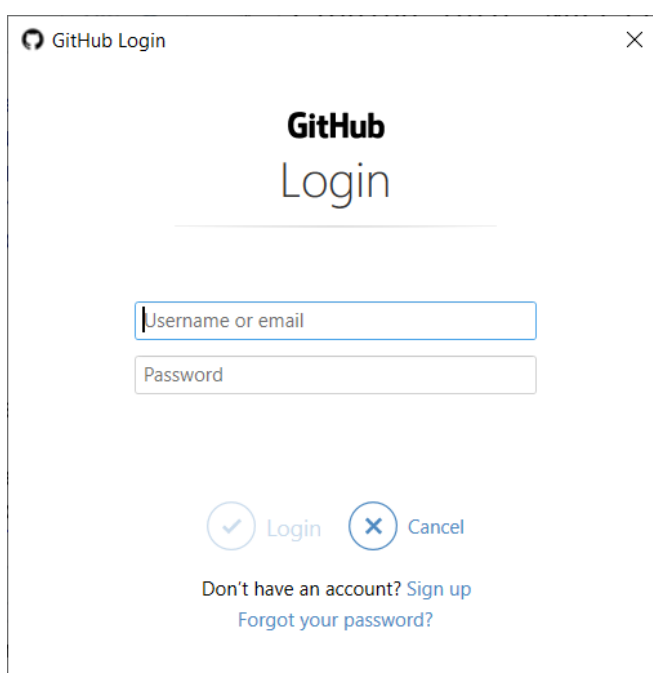 GitHub Login
GitHub
Login
Username or email
Password
Login Cancel
Don't have an account? Sign up
Forgot your password?